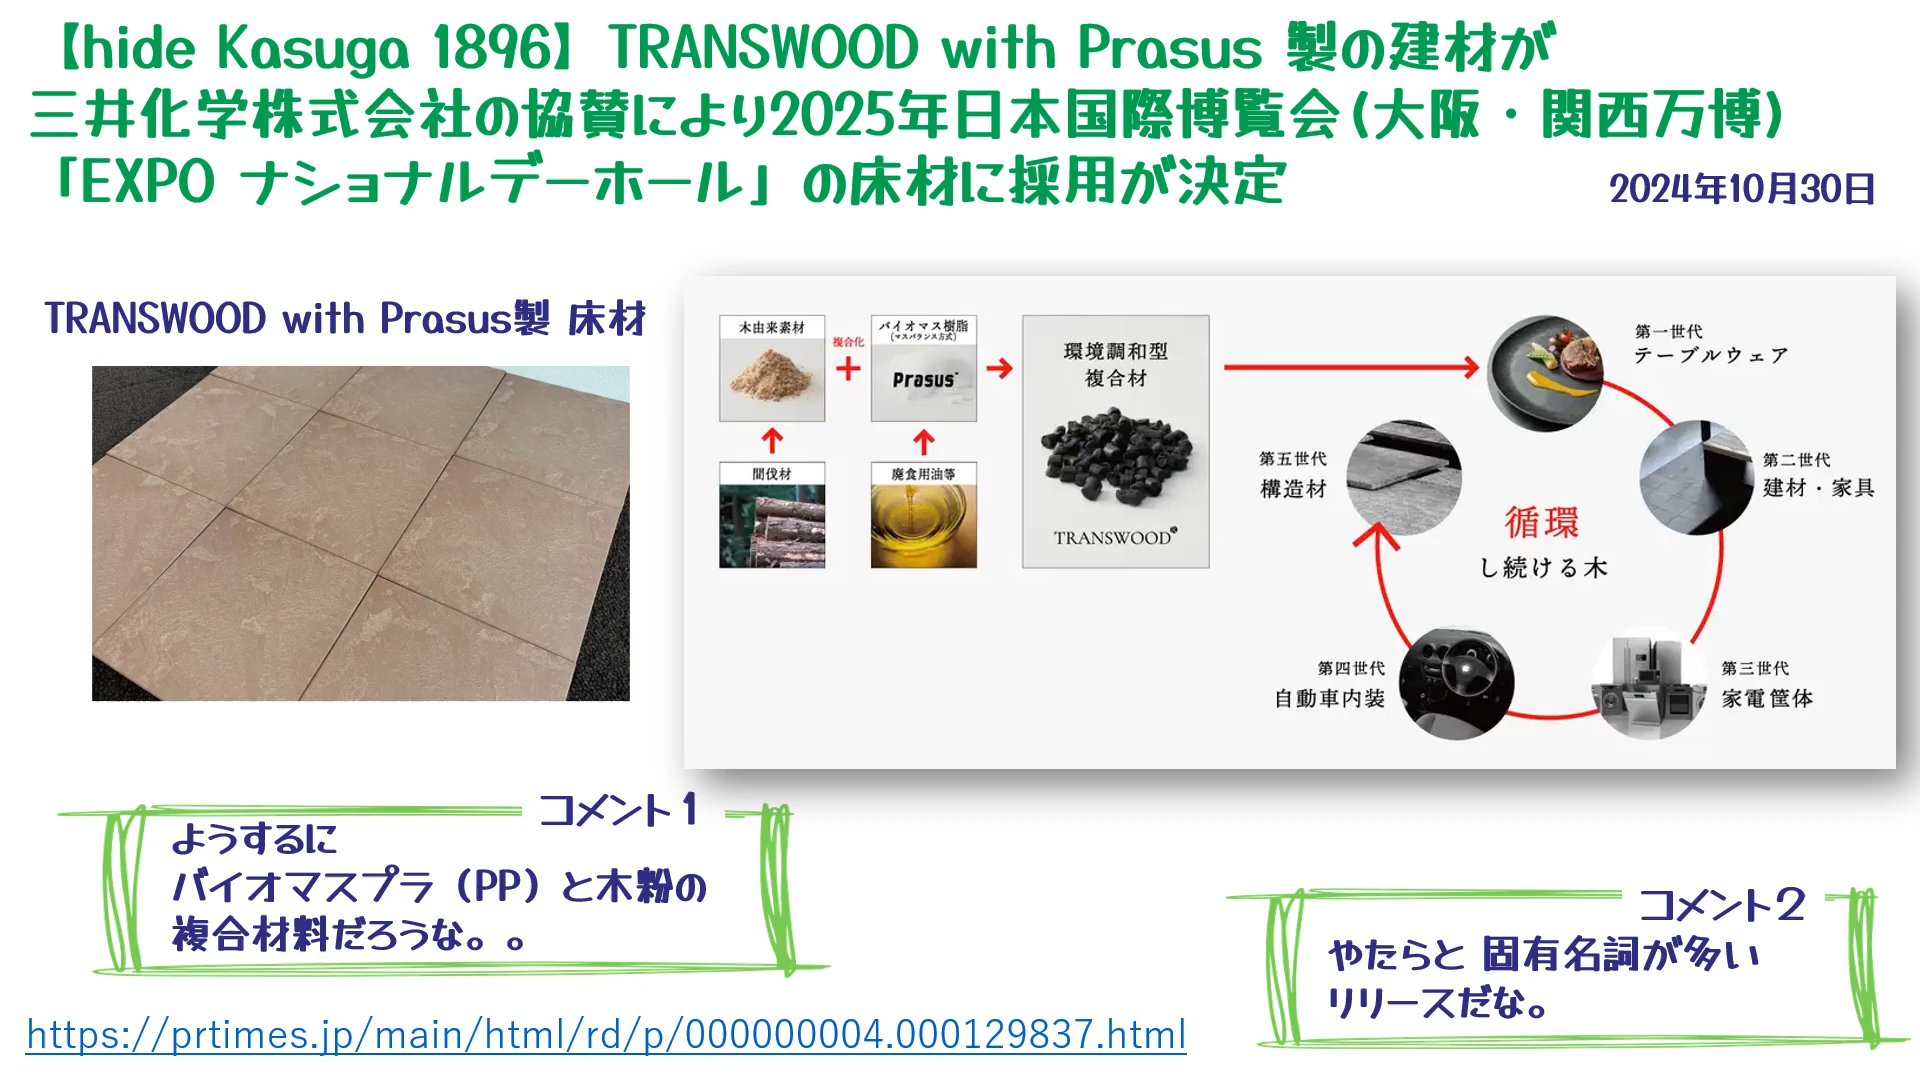 【hide Kasuga 1896】TRANSWOOD with Prasus 製の建材が
三井化学株式会社の協賛により2025年日本国際博覧会(大阪・関西万博)
「EXPO ナショナルデーホール」の床材に採用が決定
2024年10月30日
TRANSWOOD with Prasus製 床材
木由来素材
複合化
バイオマス樹脂
(マスバランス方式)
Prasus™
間伐材
廃食用油等
環境調和型
複合材
TRANSWOOD
第一世代
テーブルウェア
第二世代
建材・家具
第三世代
家電筐体
第四世代
自動車内装
第五世代
構造材
循環
し続ける木
コメント1
ようするに
バイオマスプラ（PP）と木粉の
複合材料だろうな。。
コメント2
やたらと 固有名詞が多い
リリースだな。
https://prtimes.jp/main/html/rd/p/000000004.000129837.html